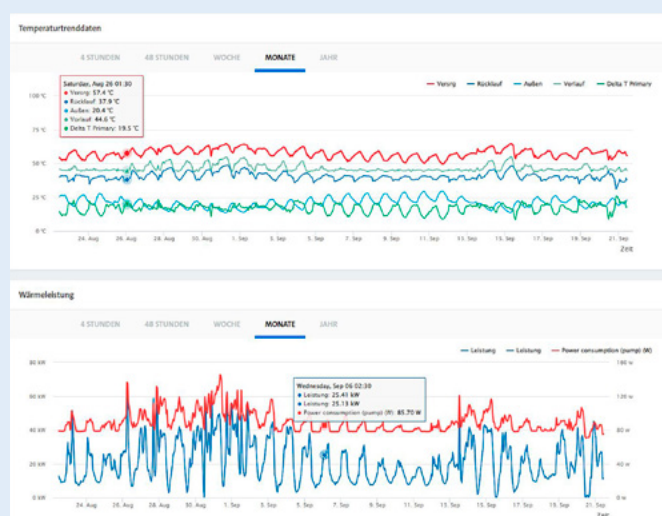 Temperaturtrenddaten
4 STUNDEN 48 STUNDEN WOCHE MONATE JAHR
Saturday, Aug 26 01:30
Versrg: 57.4 °C
Rücklauf: 37.9 °C
Außen: 20.4 °C
Vorlauf: 44.6 °C
Delta T Primary: 19.5 °C
Versrg Rücklauf Außen Vorlauf Delta T Primary
100 °C
75 °C
50 °C
25 °C
0 °C
24. Aug 26. Aug 28. Aug 30. Aug 1. Sep 3. Sep 5. Sep 7. Sep 9. Sep 11. Sep 13. Sep 15. Sep 17. Sep 19. Sep 21. Sep
Zeit
Wärmeleistung
4 STUNDEN 48 STUNDEN WOCHE MONATE JAHR
Leistung Leistung Power consumption (pump) (W)
80 kW 160 w
Wednesday, Sep 06 02:30
Leistung: 25.41 kW
Leistung: 25.13 kW
Power consumption (pump) (W): 85.70 W
60 kW 120 w
40 kW 80 w
20 kW 40 w
0 kW 0 w
24. Aug 26. Aug 28. Aug 30. Aug 1. Sep 3. Sep 5. Sep 7. Sep 9. Sep 11. Sep 13. Sep 15. Sep 17. Sep 19. Sep 21. Sep
Zeit